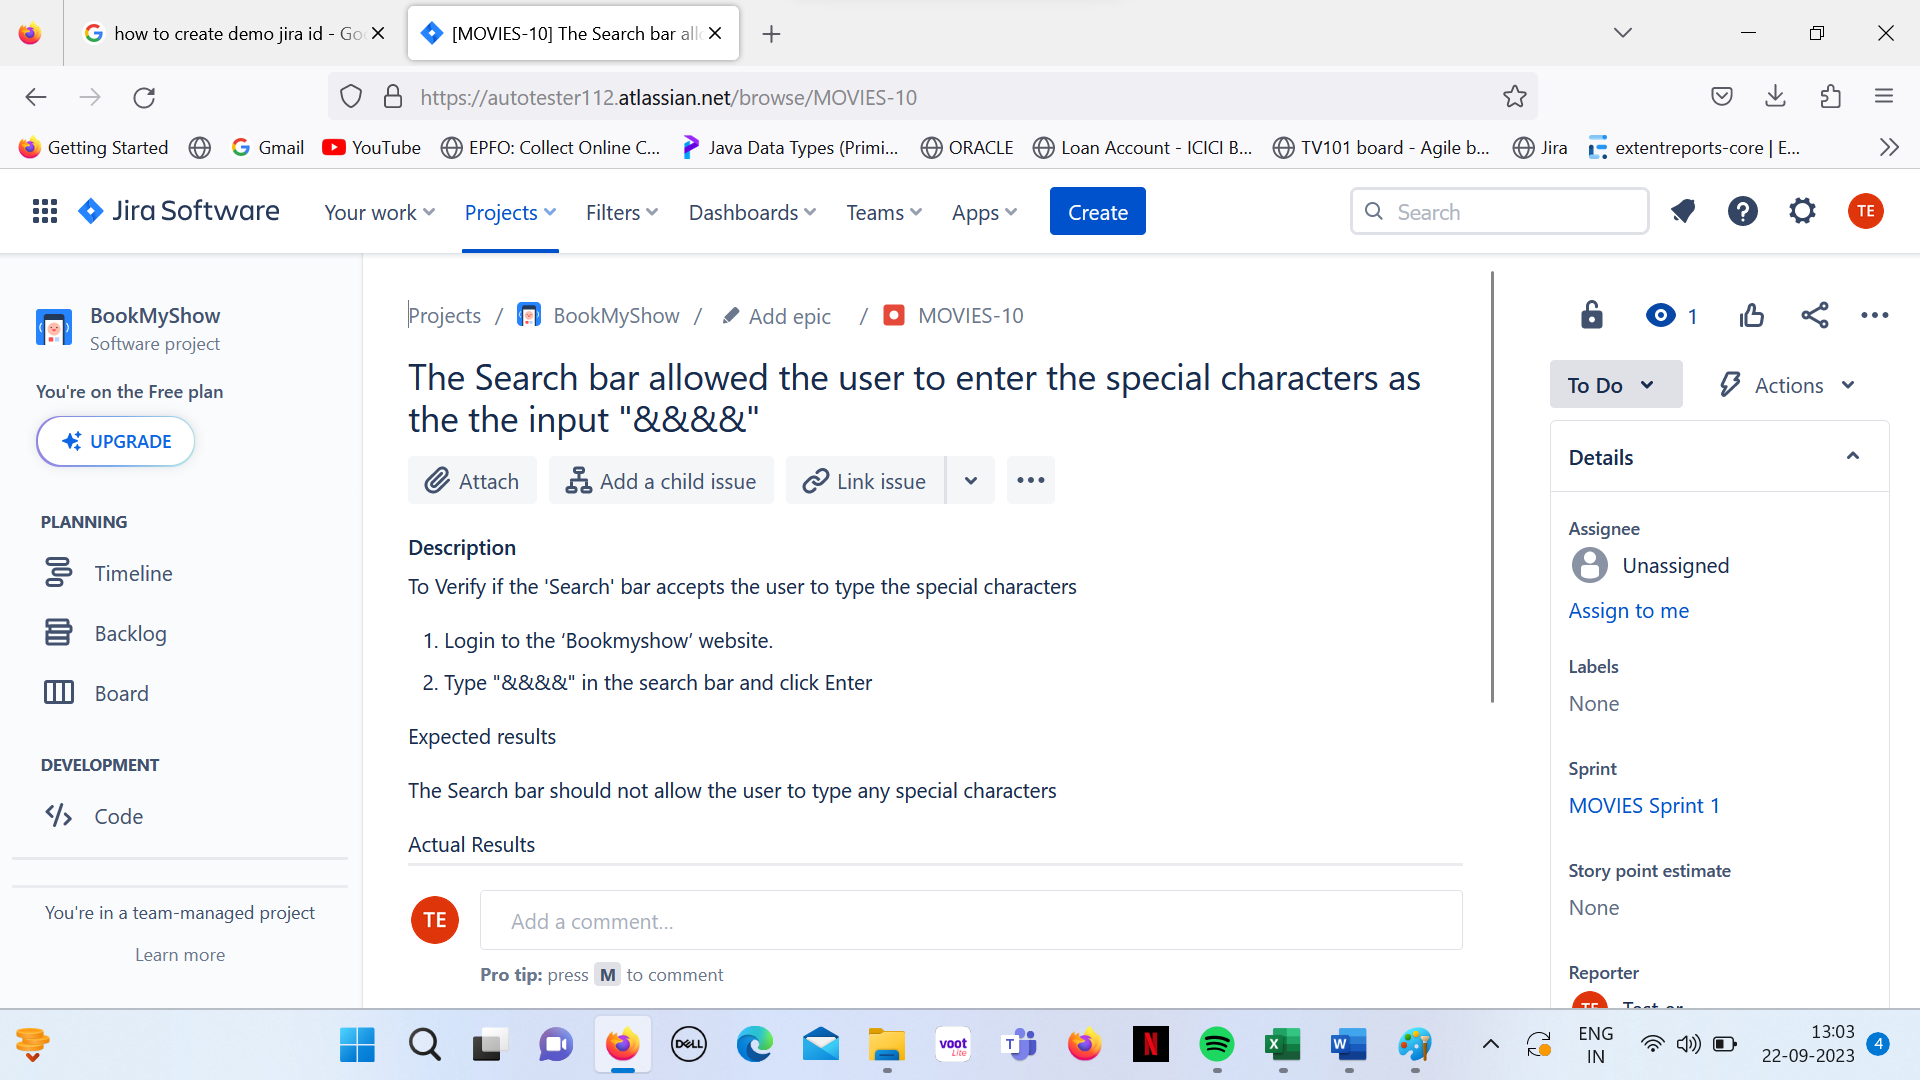 how to create demo jira id - Goo
[MOVIES-10] The Search bar allo
https://autotester112.atlassian.net/browse/MOVIES-10
Getting Started
Gmail
YouTube
EPFO: Collect Online C...
Java Data Types (Primi...
ORACLE
Loan Account - ICICI B...
TV101 board - Agile b...
Jira
extentreports-core | E...
Jira Software
Your work
Projects
Filters
Dashboards
Teams
Apps
Create
Search
TE
BookMyShow
Software project
You're on the Free plan
UPGRADE
PLANNING
Timeline
Backlog
Board
DEVELOPMENT
Code
You're in a team-managed project
Learn more
Projects / BookMyShow / Add epic / MOVIES-10
The Search bar allowed the user to enter the special characters as
the the input "&&&&"
Attach
Add a child issue
Link issue
Description
To Verify if the 'Search' bar accepts the user to type the special characters
1. Login to the ‘Bookmyshow’ website.
2. Type "&&&&" in the search bar and click Enter
Expected results
The Search bar should not allow the user to type any special characters
Actual Results
TE
Add a comment...
Pro tip: press M to comment
1
To Do
Actions
Details
Assignee
Unassigned
Assign to me
Labels
None
Sprint
MOVIES Sprint 1
Story point estimate
None
Reporter
DELL
voot
Lite
ENG
IN
13:03
22-09-2023
4